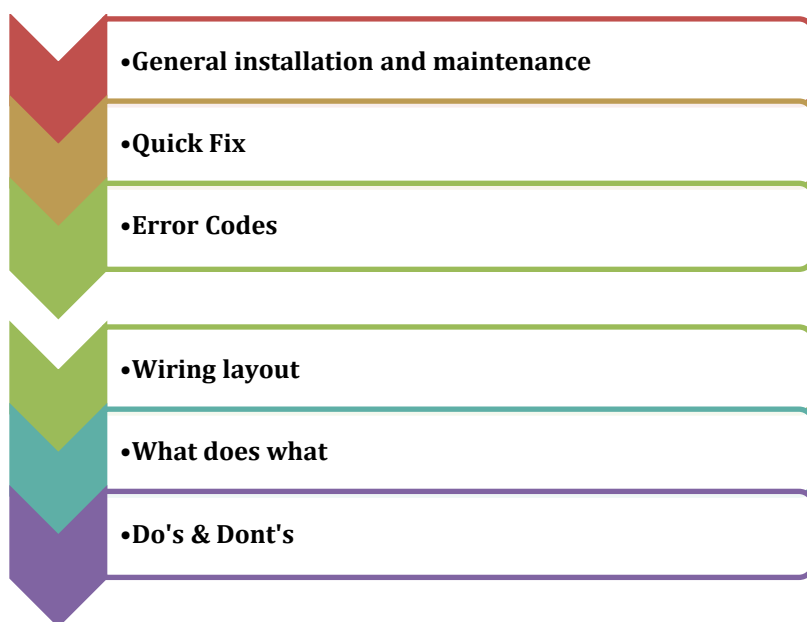 •General installation and maintenance
•Quick Fix
•Error Codes
•Wiring layout
•What does what
•Do's & Dont's